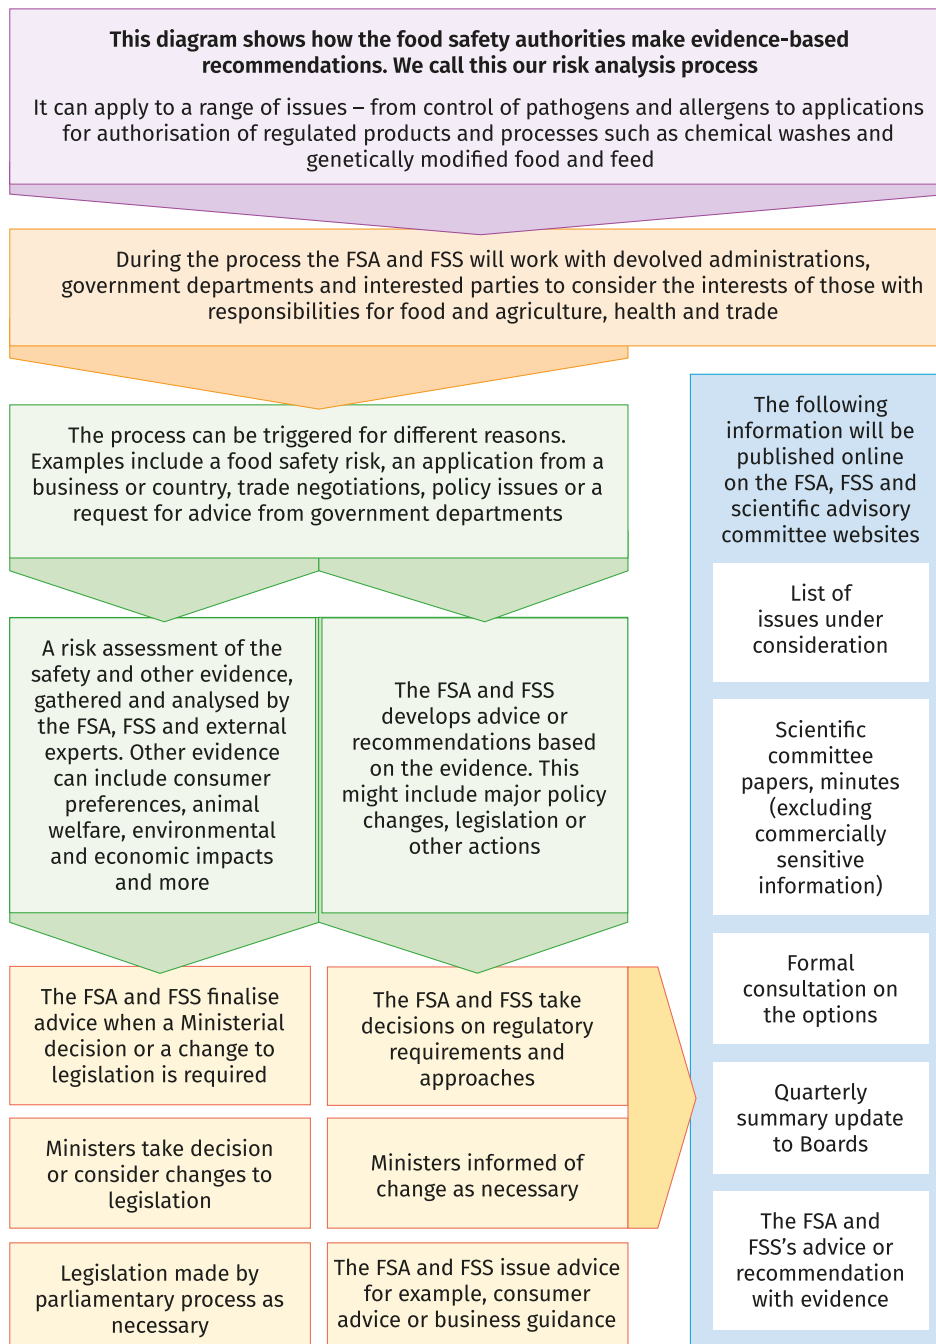 This diagram shows how the food safety authorities make evidence-based
recommendations. We call this our risk analysis process
It can apply to a range of issues – from control of pathogens and allergens to applications
for authorisation of regulated products and processes such as chemical washes and
genetically modified food and feed
During the process the FSA and FSS will work with devolved administrations,
government departments and interested parties to consider the interests of those with
responsibilities for food and agriculture, health and trade
The process can be triggered for different reasons.
Examples include a food safety risk, an application from a
business or country, trade negotiations, policy issues or a
request for advice from government departments
A risk assessment of the
safety and other evidence,
gathered and analysed by
the FSA, FSS and external
experts. Other evidence
can include consumer
preferences, animal
welfare, environmental
and economic impacts
and more
The FSA and FSS
develops advice or
recommendations based
on the evidence. This
might include major policy
changes, legislation or
other actions
The FSA and FSS finalise
advice when a Ministerial
decision or a change to
legislation is required
Ministers take decision
or consider changes to
legislation
Legislation made by
parliamentary process as
necessary
The FSA and FSS take
decisions on regulatory
requirements and
approaches
Ministers informed of
change as necessary
The FSA and FSS issue advice
for example, consumer
advice or business guidance
The following
information will be
published online
on the FSA, FSS and
scientific advisory
committee websites
List of
issues under
consideration
Scientific
committee
papers, minutes
(excluding
commercially
sensitive
information)
Formal
consultation on
the options
Quarterly
summary update
to Boards
The FSA and
FSS's advice or
recommendation
with evidence